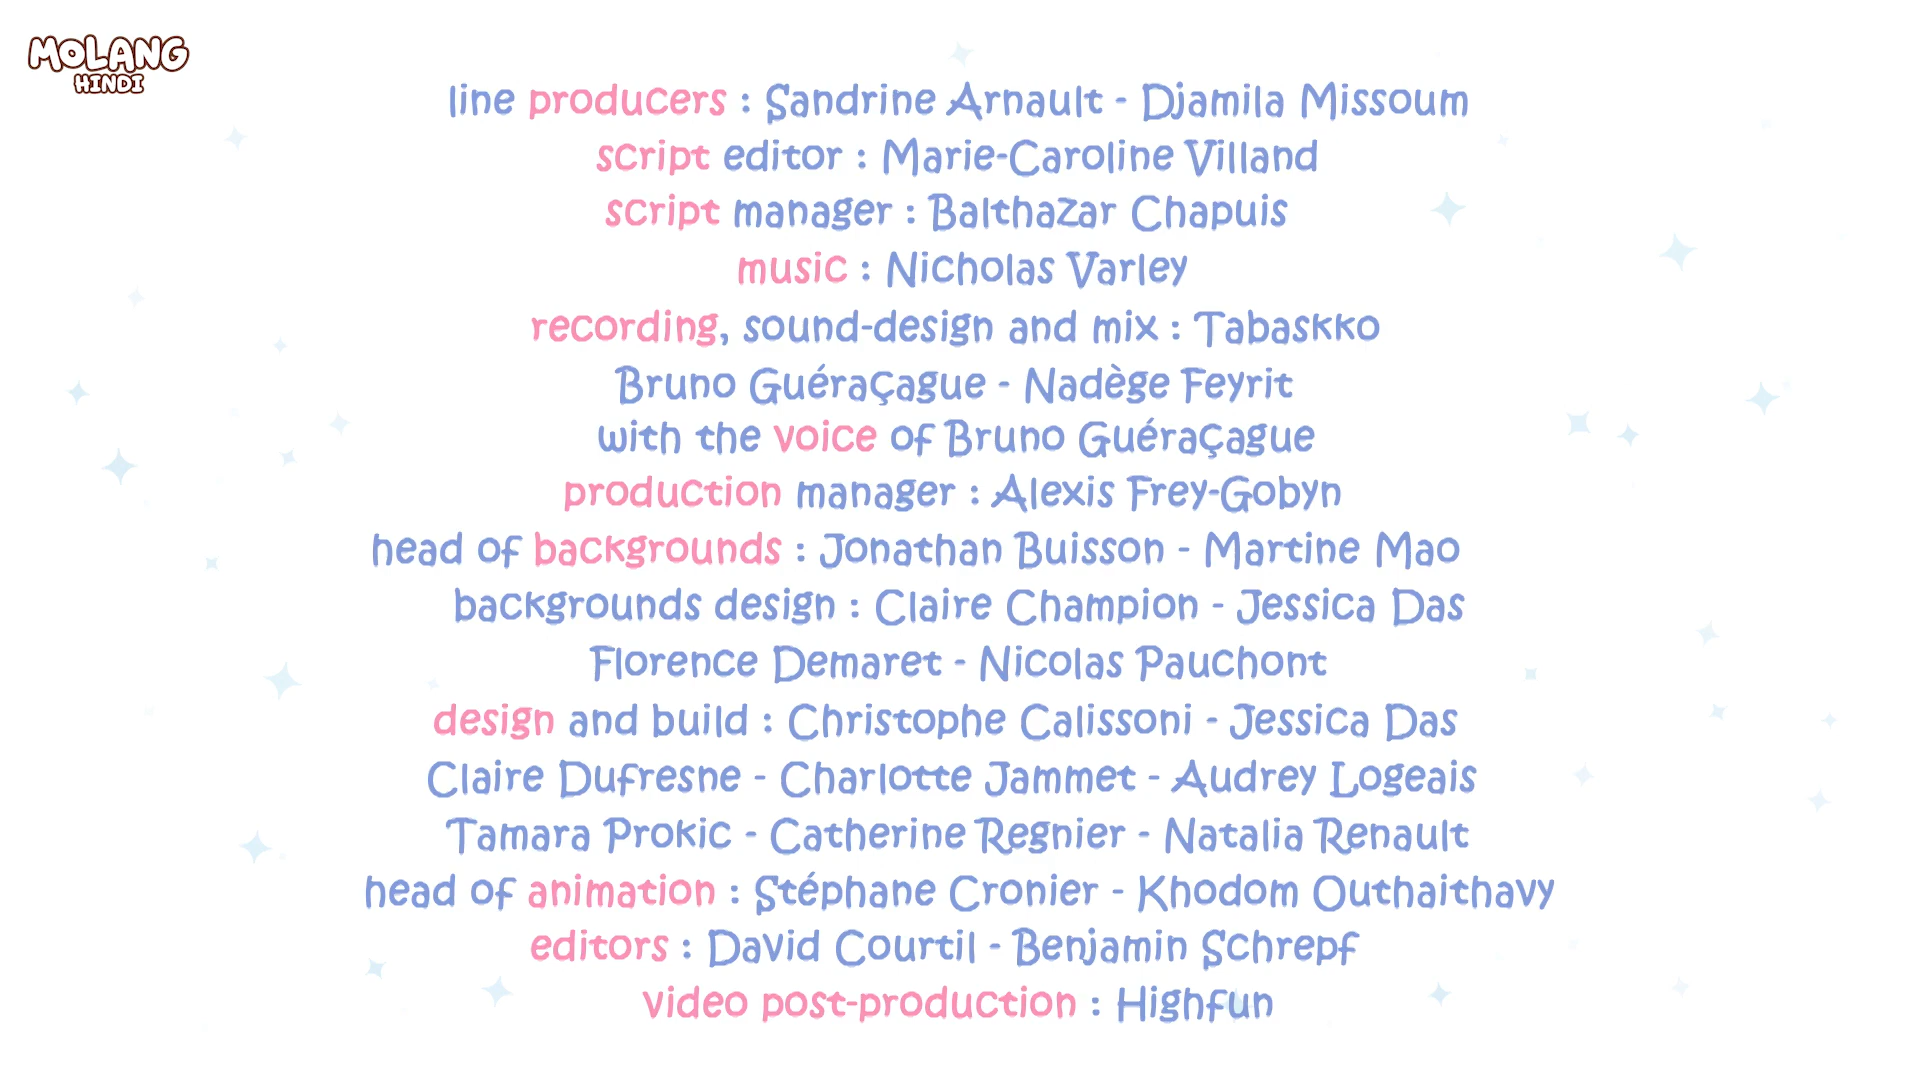 MOLANG
HINDI
line producers : Sandrine Arnault - Djamila Missoum
script editor : Marie-Caroline Villand
script manager : Balthazar Chapuis
music : Nicholas Varley
recording, sound-design and mix : Tabaskko
Bruno Guéraçague - Nadège Feyrit
with the voice of Bruno Guéraçague
production manager : Alexis Frey-Gobyn
head of backgrounds : Jonathan Buisson - Martine Mao
backgrounds design : Claire Champion - Jessica Das
Florence Demaret - Nicolas Pauchont
design and build : Christophe Calissoni - Jessica Das
Claire Dufresne - Charlotte Jammet - Audrey Logeais
Tamara Prokic - Catherine Regnier - Natalia Renault
head of animation : Stéphane Cronier - Khodom Outhaithavy
editors : David Courtil - Benjamin Schrepf
video post-production : Highfun